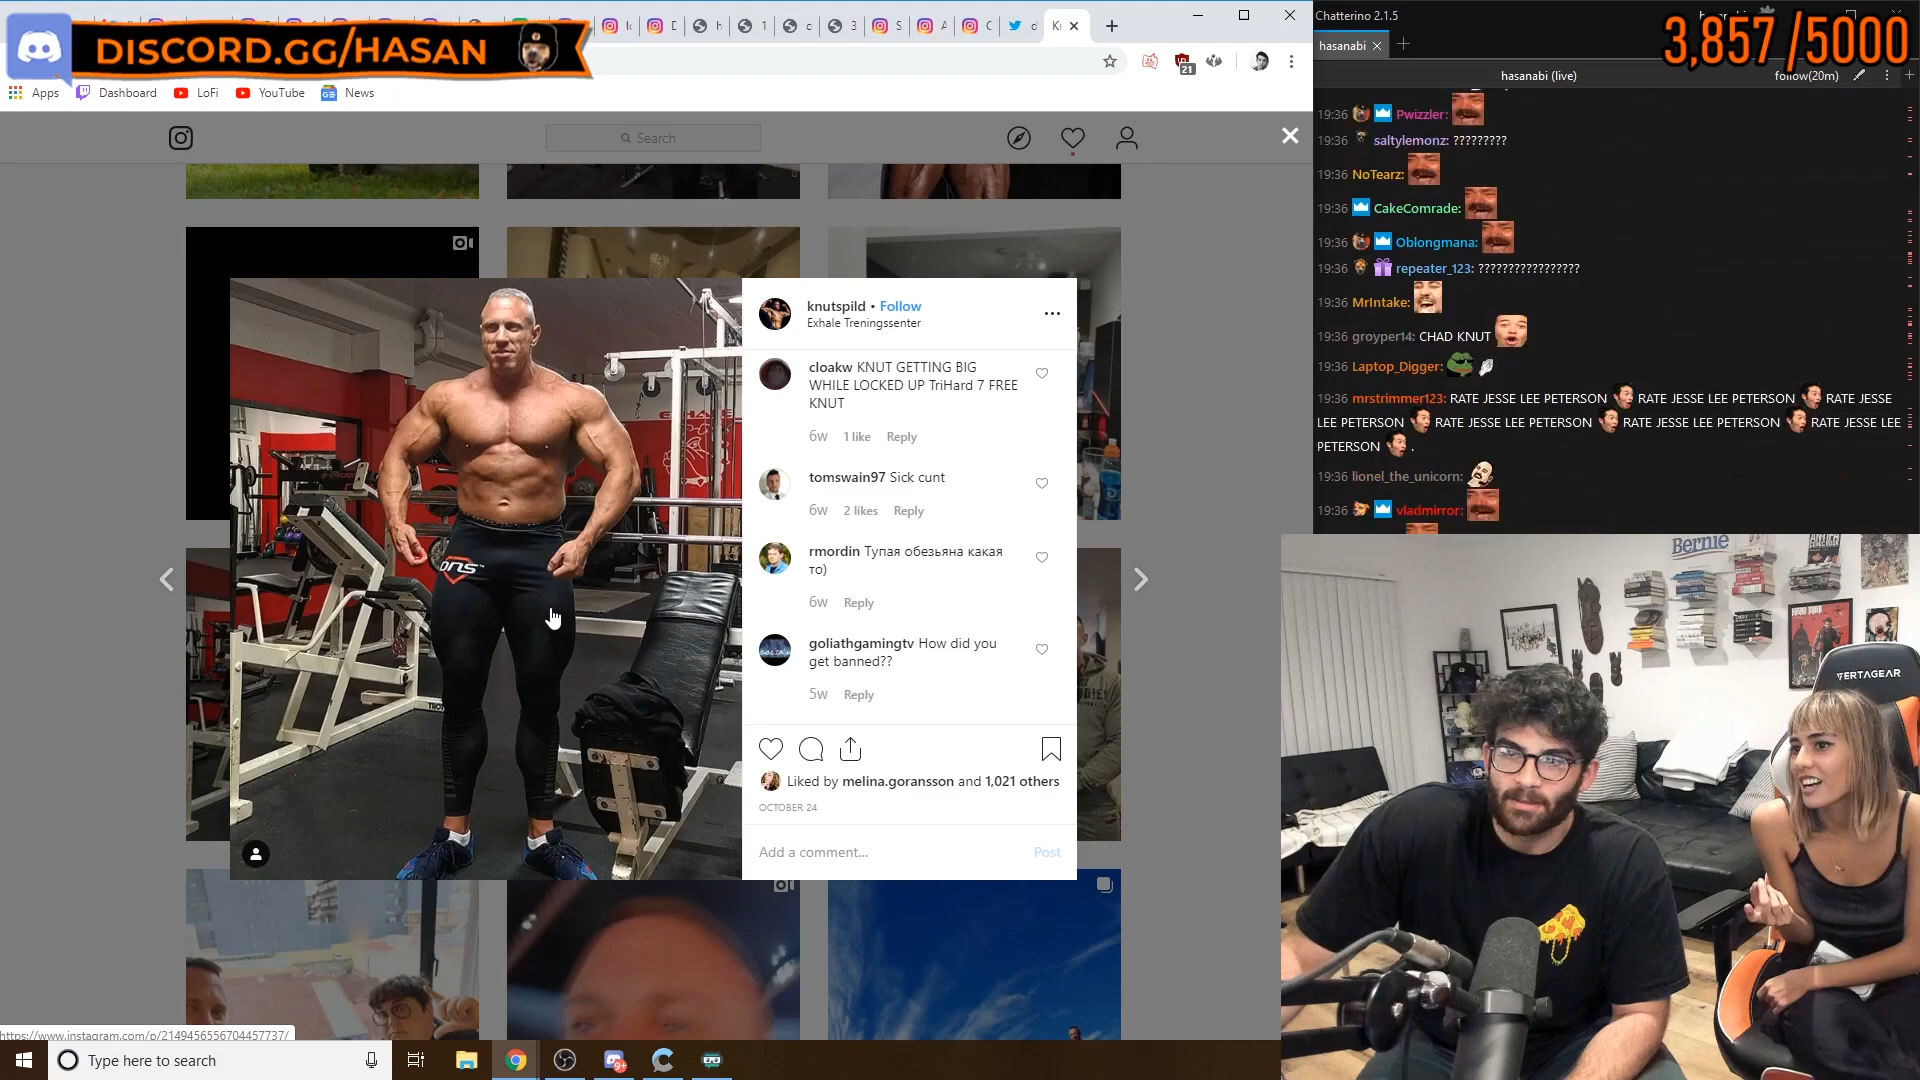 DISCORD.GG/HASAN
21
Apps
Dashboard
LoFi
YouTube
News
Search
knutspild • Follow
Exhale Treningssenter
cloakw KNUT GETTING BIG
WHILE LOCKED UP TriHard 7 FREE
KNUT
6w 1 like Reply
tomswain97 Sick cunt
6w 2 likes Reply
rmordin Тупая обезьяна какая
то)
6w Reply
goliathgamingtv How did you
get banned??
5w Reply
Liked by melina.goransson and 1,021 others
OCTOBER 24
Add a comment...
Post
https://www.instagram.com/p/2149456556704457737/
Type here to search
Chatterino 2.1.5
3,857 /5000
hasanabi
hasanabi (live)
follow(20m)
19:36 Pwizzler:
19:36 saltylemonz: ?????????
19:36 NoTearz:
19:36 CakeComrade:
19:36 Oblongmana:
19:36 repeater_123: ?????????????????
19:36 MrIntake:
19:36 groyper14: CHAD KNUT
19:36 Laptop_Digger:
19:36 mrstrimmer123: RATE JESSE LEE PETERSON RATE JESSE LEE PETERSON RATE JESSE
LEE PETERSON RATE JESSE LEE PETERSON RATE JESSE LEE PETERSON RATE JESSE LEE
PETERSON .
19:36 lionel_the_unicorn:
19:36 vladmirror:
Bernie
VERTAGEAR